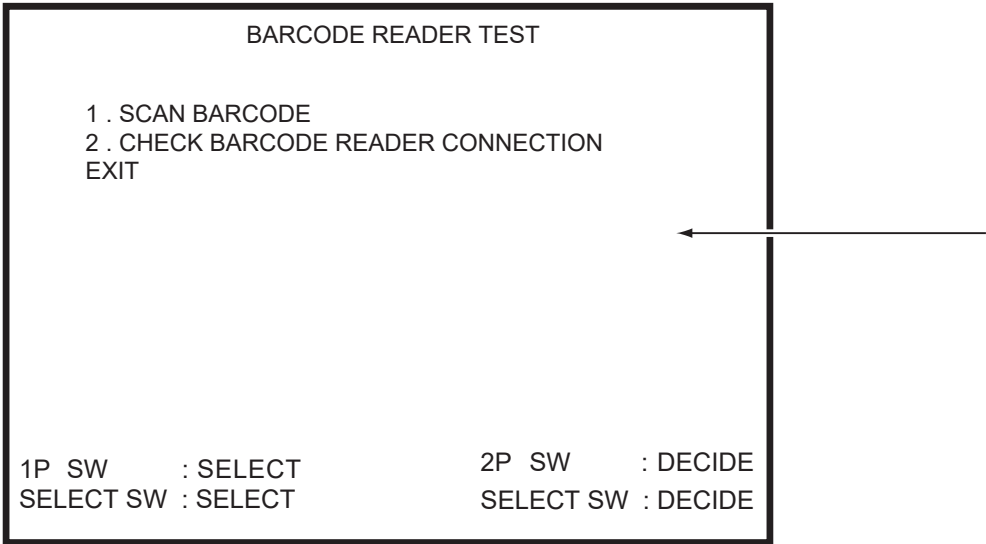 BARCODE READER TEST
1 . SCAN BARCODE
2 . CHECK BARCODE READER CONNECTION
EXIT
1P SW : SELECT
SELECT SW : SELECT
2P SW : DECIDE
SELECT SW : DECIDE